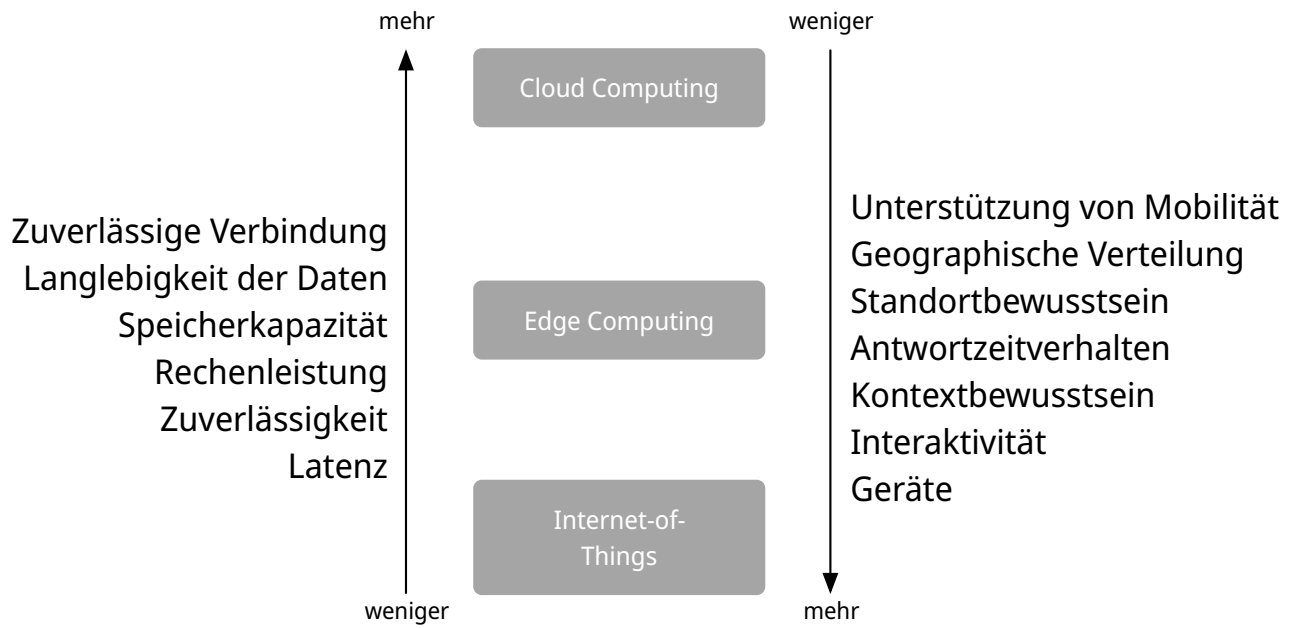 mehr
weniger
Cloud Computing
Zuverlässige Verbindung
Langlebigkeit der Daten
Speicherkapazität
Rechenleistung
Zuverlässigkeit
Latenz
Edge Computing
Unterstützung von Mobilität
Geographische Verteilung
Standortbewusstsein
Antwortzeitverhalten
Kontextbewusstsein
Interaktivität
Geräte
Internet-of-
Things
weniger
mehr